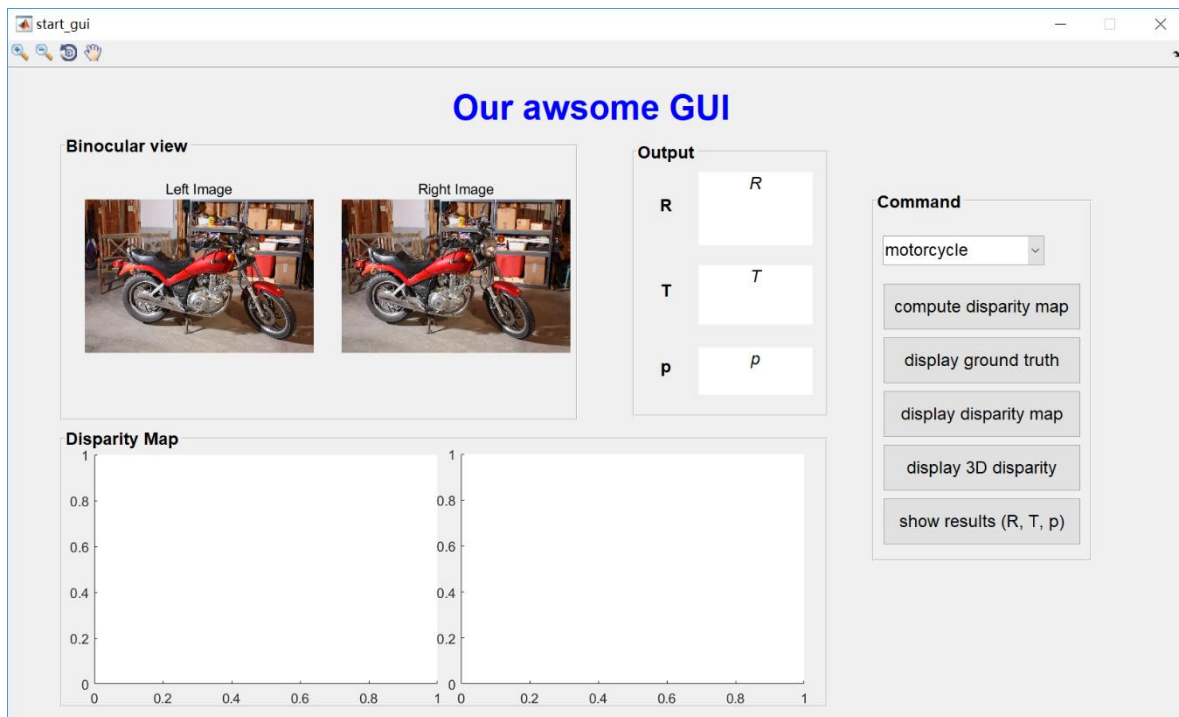 start_gui
Our awsome GUI
Binocular view
Left Image
Right Image
Output
R
R
T
T
p
p
Command
motorcycle
compute disparity map
display ground truth
display disparity map
display 3D disparity
show results (R, T, p)
Disparity Map
1
0.8
0.6
0.4
0.2
0
0 0.2 0.4 0.6 0.8 1
1
0.8
0.6
0.4
0.2
0
0 0.2 0.4 0.6 0.8 1